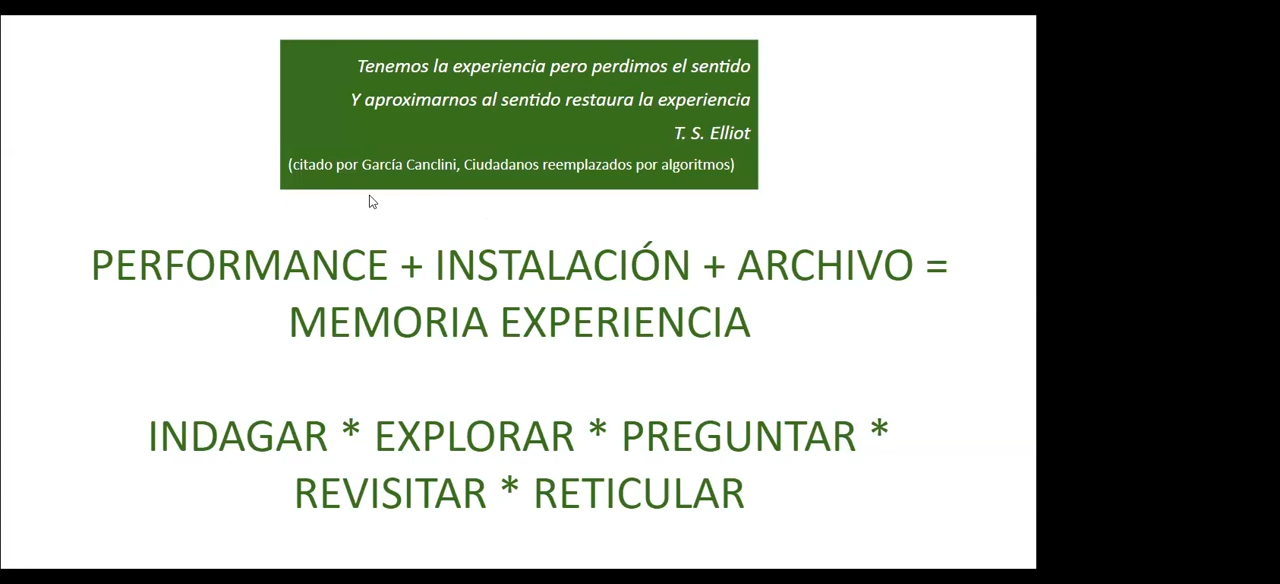 Tenemos la experiencia pero perdimos el sentido
Y aproximarnos al sentido restaura la experiencia
T. S. Elliot
(citado por García Canclini, Ciudadanos reemplazados por algoritmos)
PERFORMANCE + INSTALACIÓN + ARCHIVO =
MEMORIA EXPERIENCIA
INDAGAR * EXPLORAR * PREGUNTAR *
REVISITAR * RETICULAR